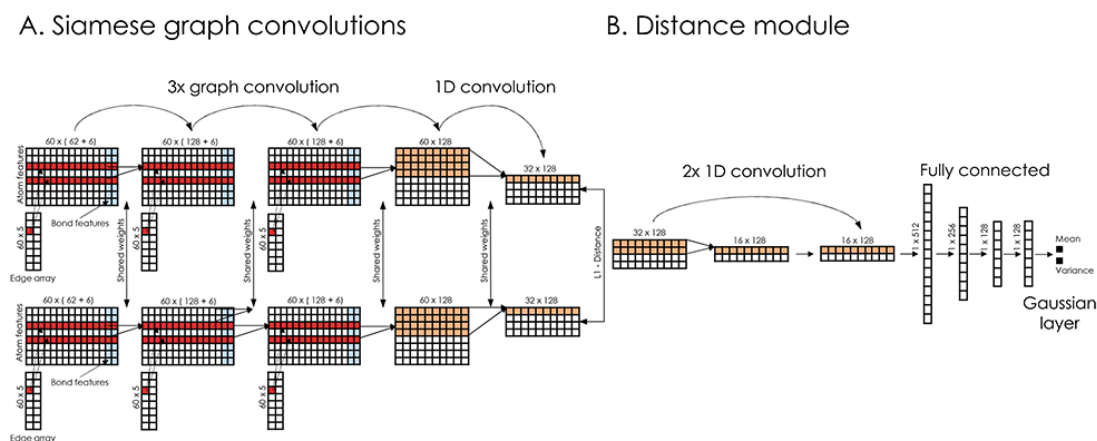 A. Siamese graph convolutions
B. Distance module
3x graph convolution
1D convolution
60 x ( 62 + 6)
60 x ( 128 + 6)
60 x ( 128 + 6)
60 x 128
32 x 128
Atom features
Bond features
60 x 5
60 x 5
60 x 5
Edge array
Shared weights
Shared weights
Shared weights
Shared weights
L1 - Distance
60 x ( 62 + 6)
60 x ( 128 + 6)
60 x ( 128 + 6)
60 x 128
32 x 128
Atom features
Bond features
60 x 5
60 x 5
60 x 5
Edge array
2x 1D convolution
Fully connected
32 x 128
16 x 128
16 x 128
1 x 512
1 x 256
1 x 128
1 x 128
Mean
Variance
Gaussian
layer